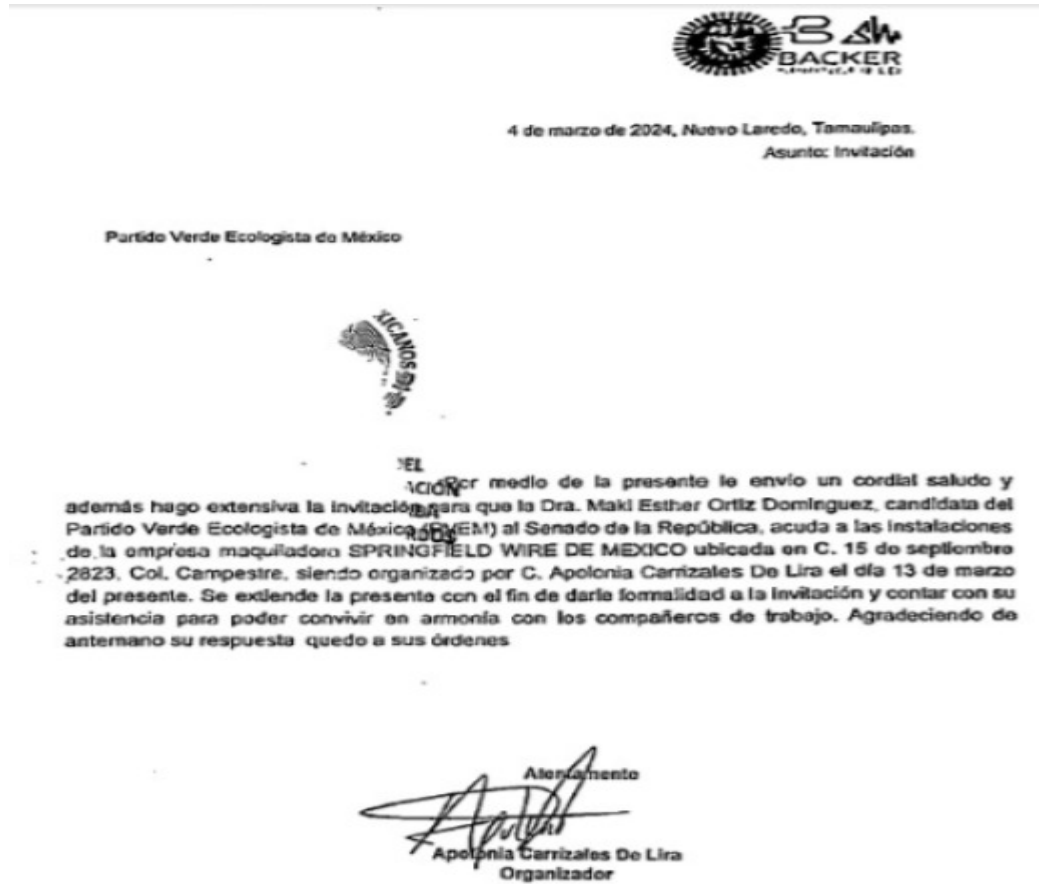 BACKER
4 de marzo de 2024, Nuevo Laredo, Tamaulipas.
Asunto: Invitación
Partido Verde Ecologista de México
XICANOS
EL
ACIÓN
Por medio de la presente le envío un cordial saludo y
además hago extensiva la invitación para que la Dra. Maki Esther Ortiz Domínguez, candidata del
Partido Verde Ecologista de México (PVEM) al Senado de la República, acuda a las instalaciones
de la empresa maquiladora SPRINGFIELD WIRE DE MEXICO ubicada en C. 15 de septiembre
2823, Col. Campestre, siendo organizado por C. Apolonia Carrizales De Lira el día 13 de marzo
del presente. Se extiende la presente con el fin de darle formalidad a la invitación y contar con su
asistencia para poder convivir en armonía con los compañeros de trabajo. Agradeciendo de
antemano su respuesta quedo a sus órdenes
Atentamente
Apolonia Carrizales De Lira
Organizador